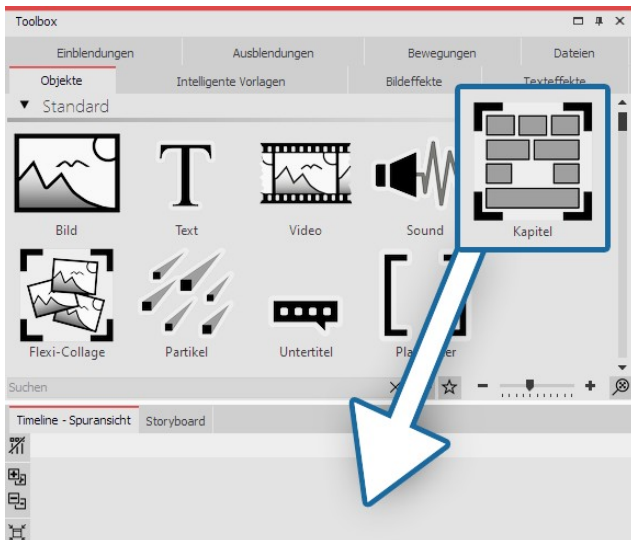 Toolbox
Einblendungen Ausblendungen Bewegungen Dateien
Objekte Intelligente Vorlagen Bildeffekte Texteffekte
Standard
Bild Text Video Sound Kapitel
Flexi-Collage Partikel Untertitel
Suchen
Timeline - Spuransicht Storyboard